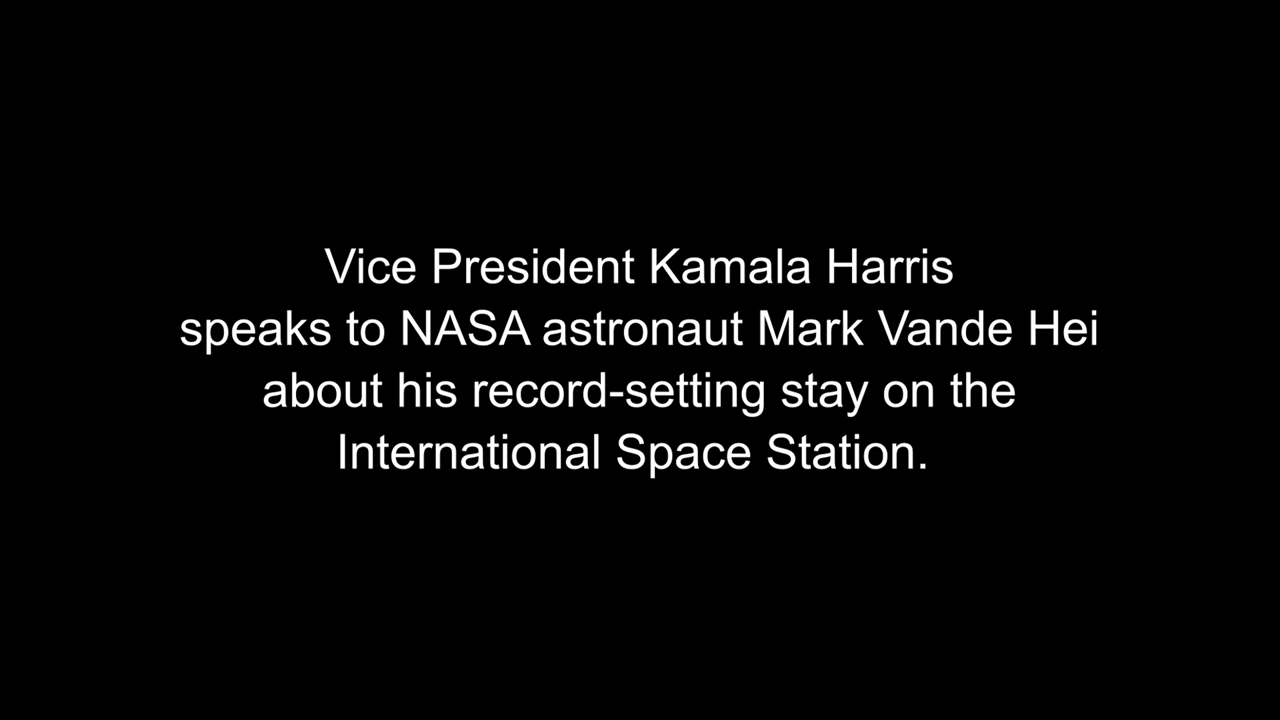 Vice President Kamala Harris
speaks to NASA astronaut Mark Vande Hei
about his record-setting stay on the
International Space Station.